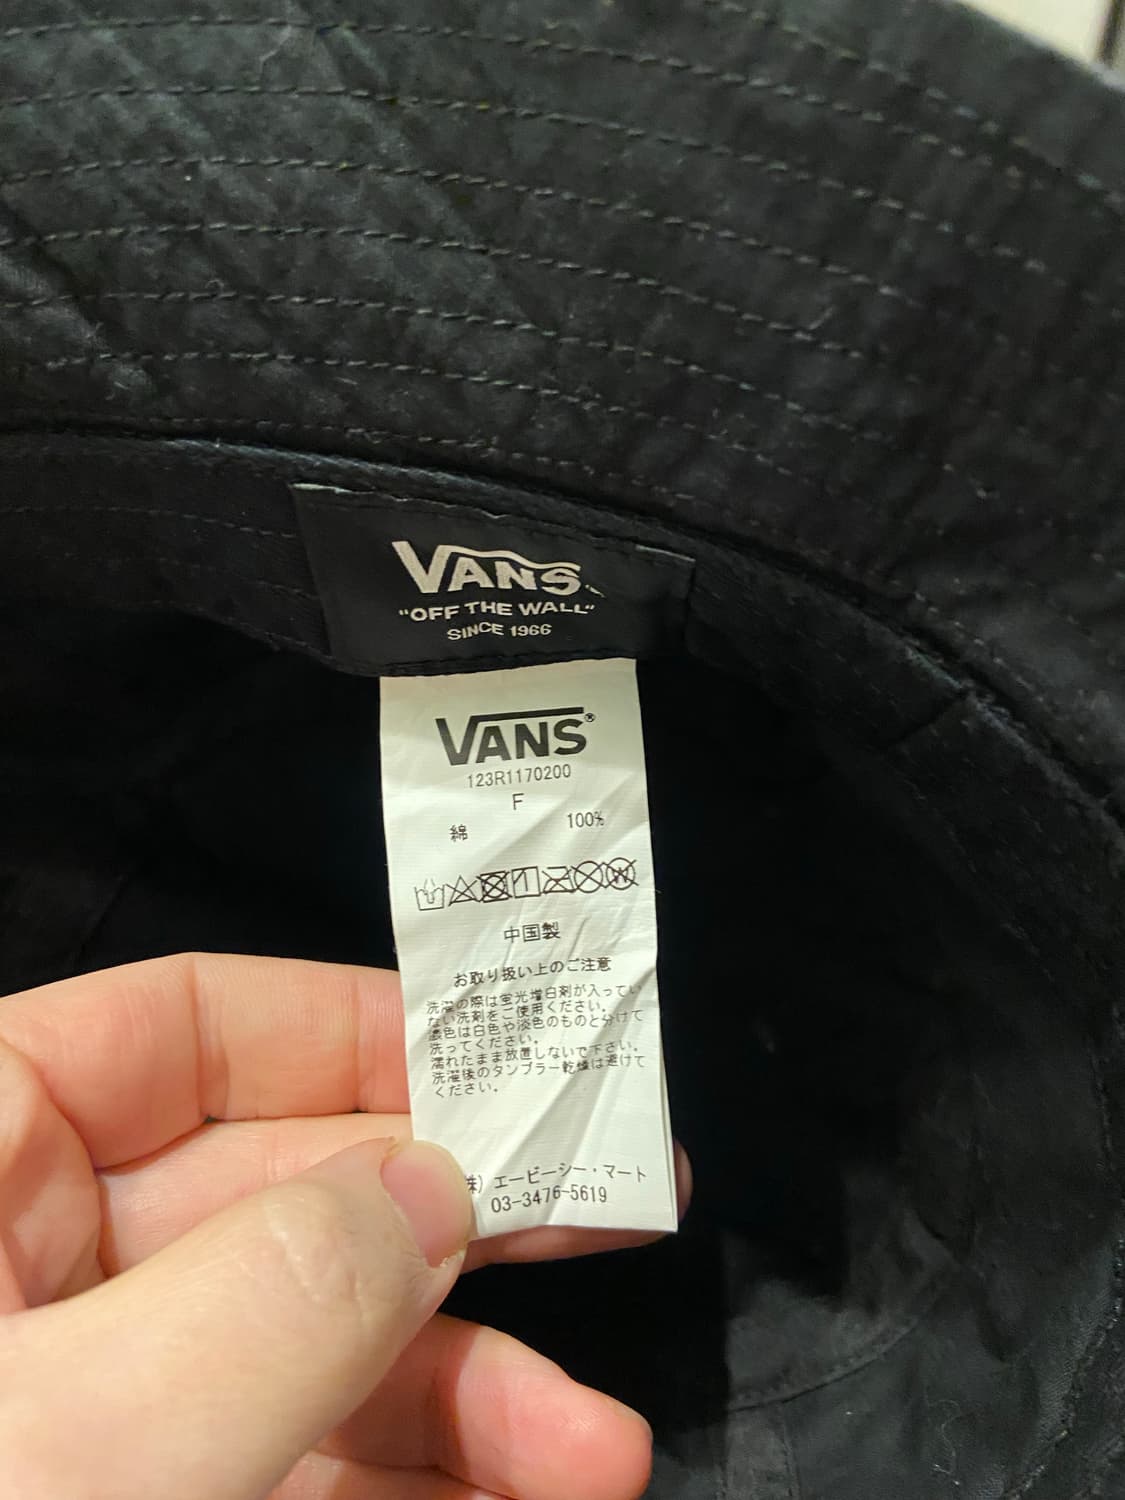 VANS
"OFF THE WALL"
SINCE 1966
VANS®
123R1170200
F
綿 100%
中国製
お取り扱い上のご注意
洗濯の際は蛍光増白剤が入ってい
ない洗剤をご使用ください。
濃色は白色や淡色のものと分けて
洗ってください。
濡れたまま放置しないで下さい。
洗濯後のタンブラー乾燥は避けて
ください。
株) エービーシー・マート
03-3476-5619